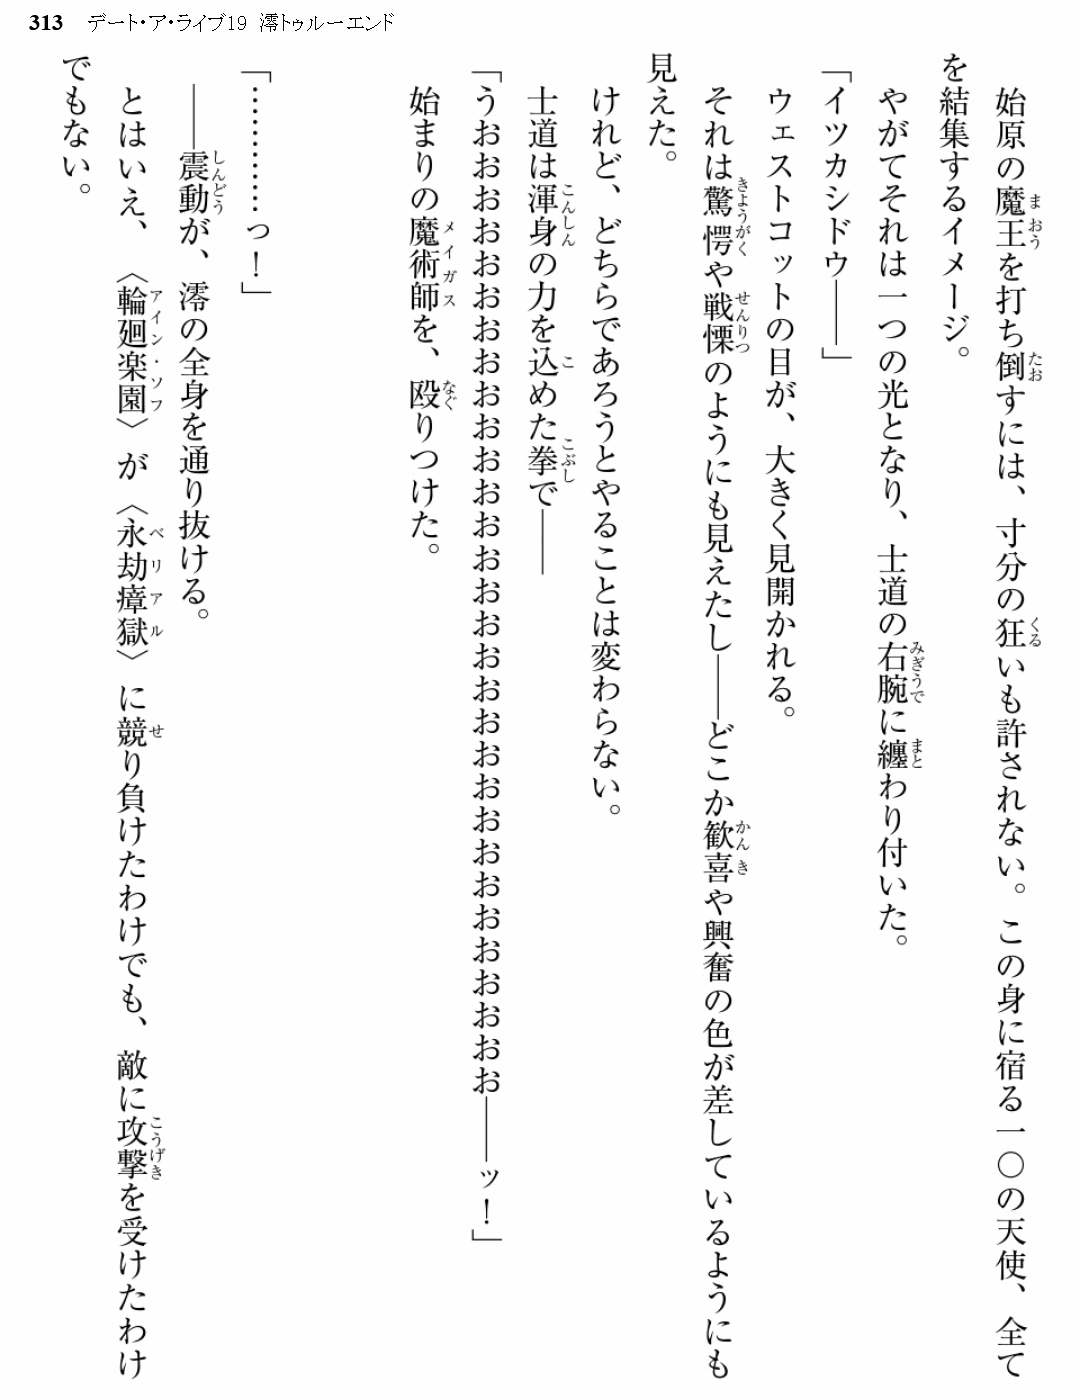 313 デート・ア・ライブ19 澪トゥルーエンド
始原の魔王を打ち倒すには、寸分の狂いも許されない。この身に宿る一〇の天使、全て
を結集するイメージ。
やがてそれは一つの光となり、士道の右腕に纏わり付いた。
「イツカシドウ――」
ウェストコットの目が、大きく見開かれる。
それは驚愕や戦慄のようにも見えたし――どこか歓喜や興奮の色が差しているようにも
見えた。
けれど、どちらであろうとやることは変わらない。
士道は渾身の力を込めた拳で――
「うおおおおおおおおおおおおおおおおおおおおおおおおおおおおおお――ッ！」
始まりの魔術師を、殴りつけた。
「…………っ！」
――震動が、澪の全身を通り抜ける。
とはいえ、〈輪廻楽園〉が〈永劫瘴獄〉に競り負けたわけでも、敵に攻撃を受けたわけ
でもない。